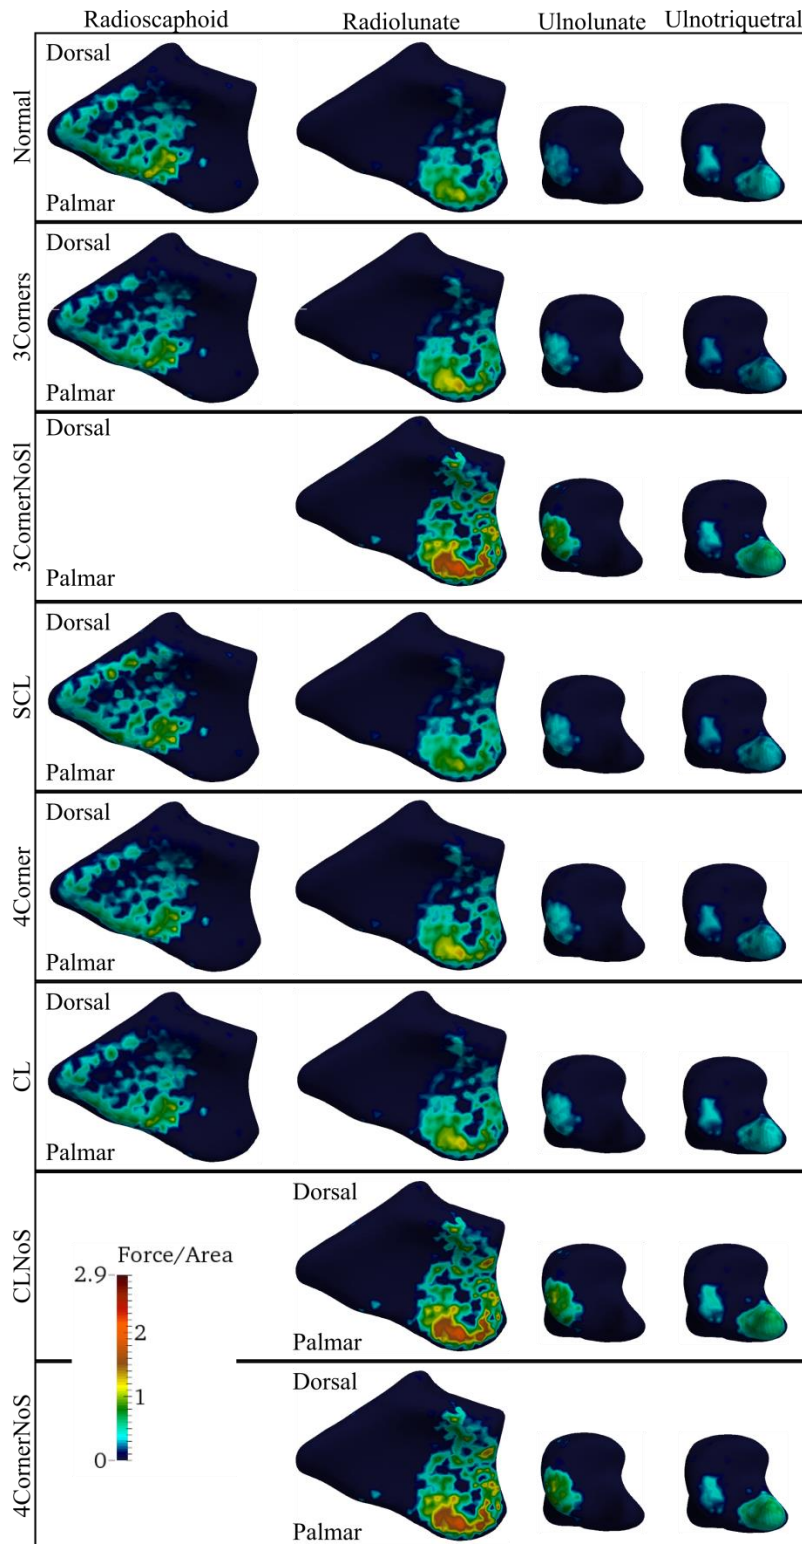 Radioscaphoid Radiolunate Ulnolunate Ulnotriquetral
Normal
Dorsal
Palmar
3Corners
Dorsal
Palmar
3CornerNoSl
Dorsal
Palmar
SCL
Dorsal
Palmar
4Corner
Dorsal
Palmar
CL
Dorsal
Palmar
CLNoS
Dorsal
Palmar
Force/Area
2.9
2
1
0
4CornerNoS
Dorsal
Palmar